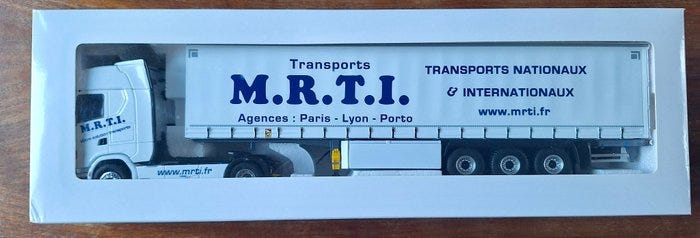 Transports
M.R.T.I.
Agences : Paris - Lyon - Porto
TRANSPORTS NATIONAUX
& INTERNATIONAUX
www.mrti.fr
M.R.T.I.
www.mrti.fr